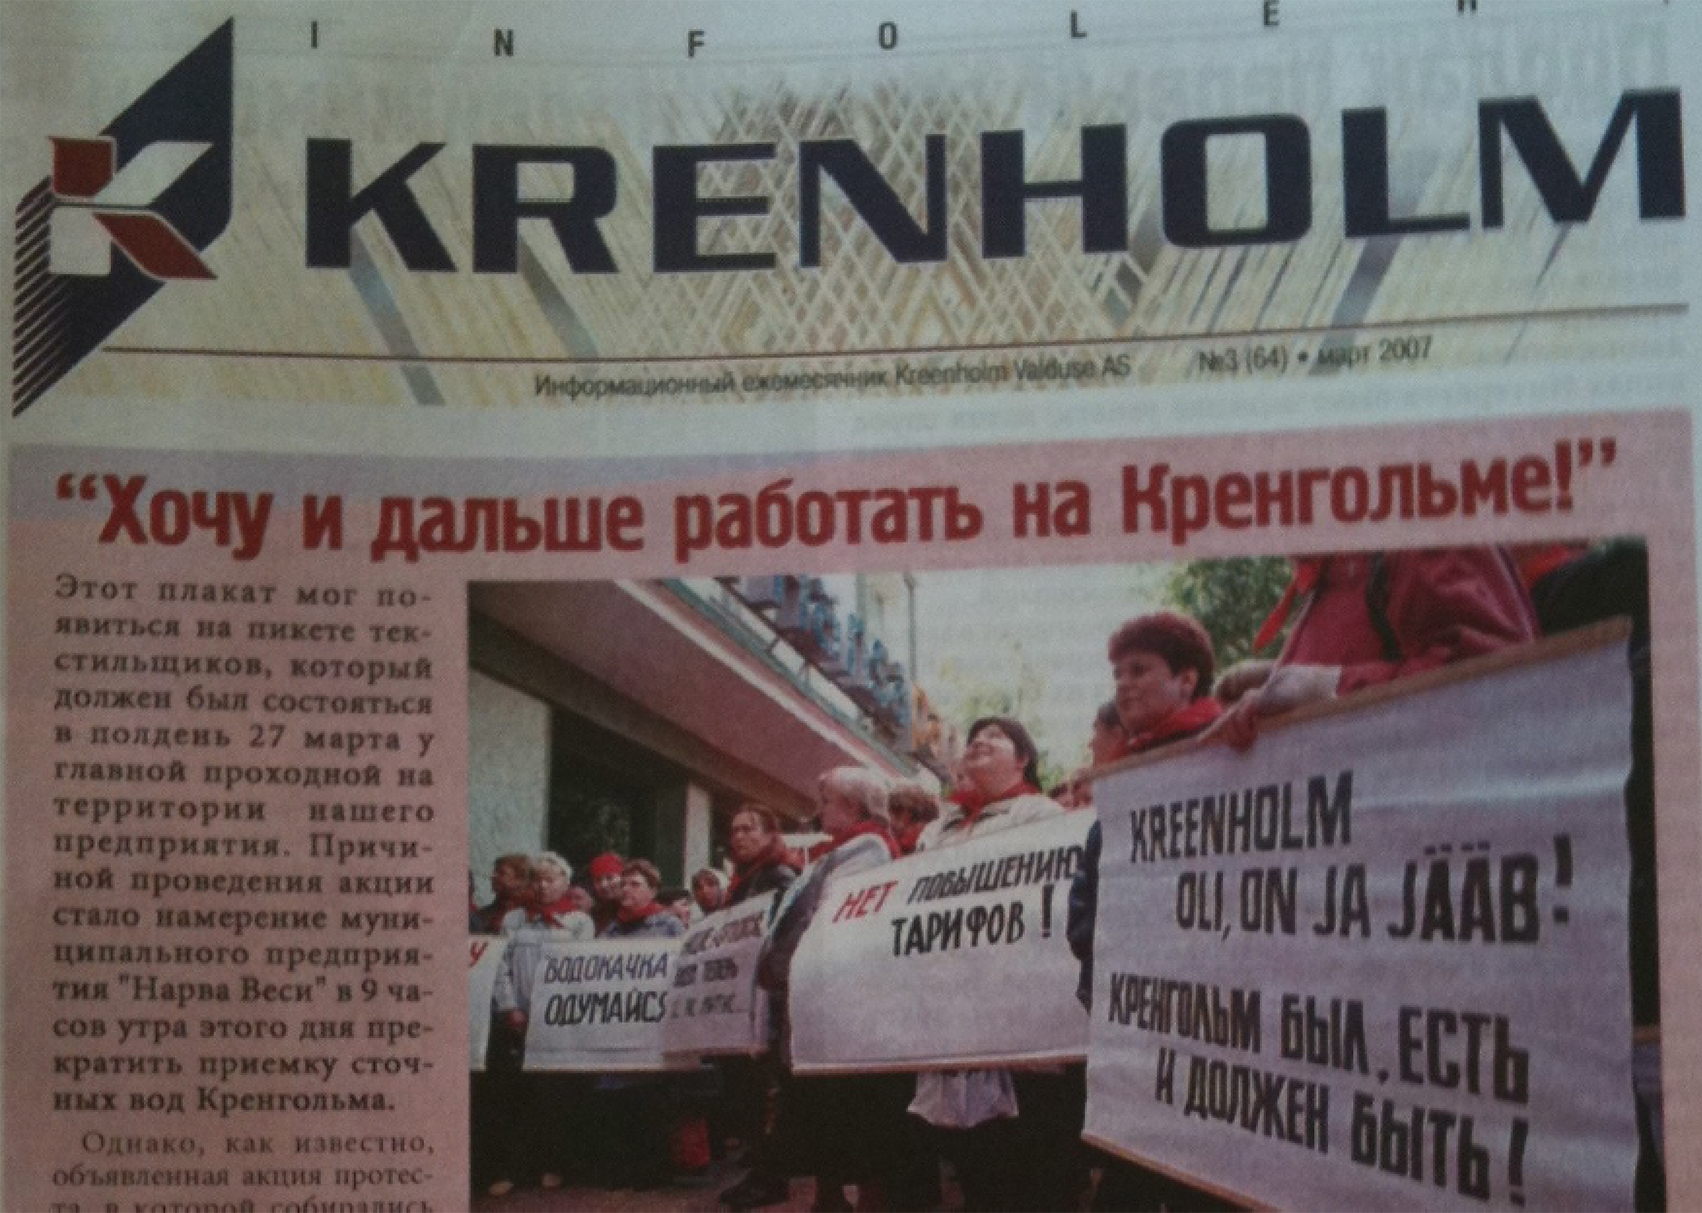 I N F O L E H
KRENHOLM
Информационный ежемесячник Kreenholm Valduse AS №3 (64) • март 2007
“Хочу и дальше работать на Кренгольме!”
Этот плакат мог по-
явиться на пикете тек-
стильщиков, который
должен был состояться
в полдень 27 марта у
главной проходной на
территории нашего
предприятия. Причи-
ной проведения акции
стало намерение муни-
ципального предприя-
тия "Нарва Веси" в 9 ча-
сов утра этого дня пре-
кратить приемку сточ-
ных вод Кренгольма.
Однако, как известно,
объявленная акция протес-
та, в которой собирались
У
ВОДОКАЧКА
ОДУМАЙСЯ
НЕТ ПОВЫШЕНИЮ
ТАРИФОВ!
KREENHOLM
OLI, ON JA JÄÄB!
КРЕНГОЛЬМ БЫЛ, ЕСТЬ
И ДОЛЖЕН БЫТЬ!